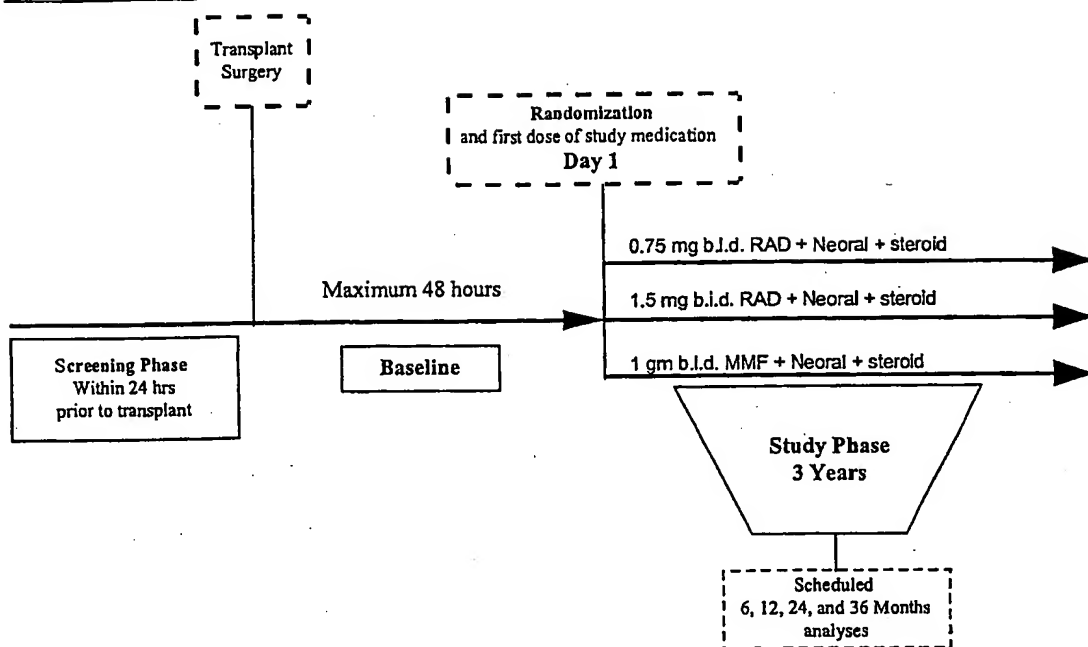 Transplant
Surgery
Randomization
and first dose of study medication
Day 1
0.75 mg b.i.d. RAD + Neoral + steroid
Maximum 48 hours
1.5 mg b.i.d. RAD + Neoral + steroid
Screening Phase
Within 24 hrs
prior to transplant
Baseline
1 gm b.i.d. MMF + Neoral + steroid
Study Phase
3 Years
Scheduled
6, 12, 24, and 36 Months
analyses